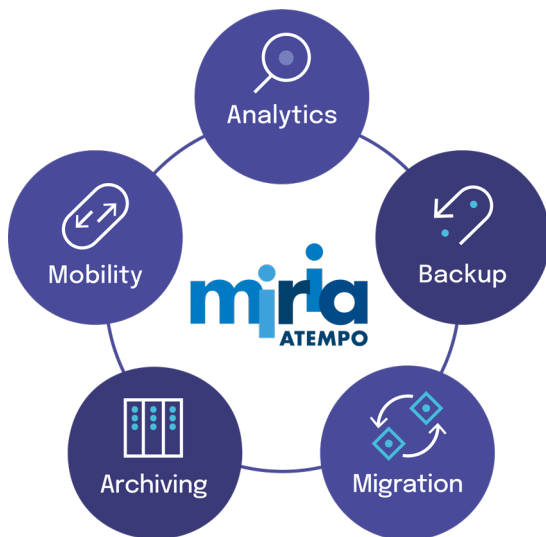 Analytics
Mobility
Backup
miria
ATEMPO
Archiving
Migration